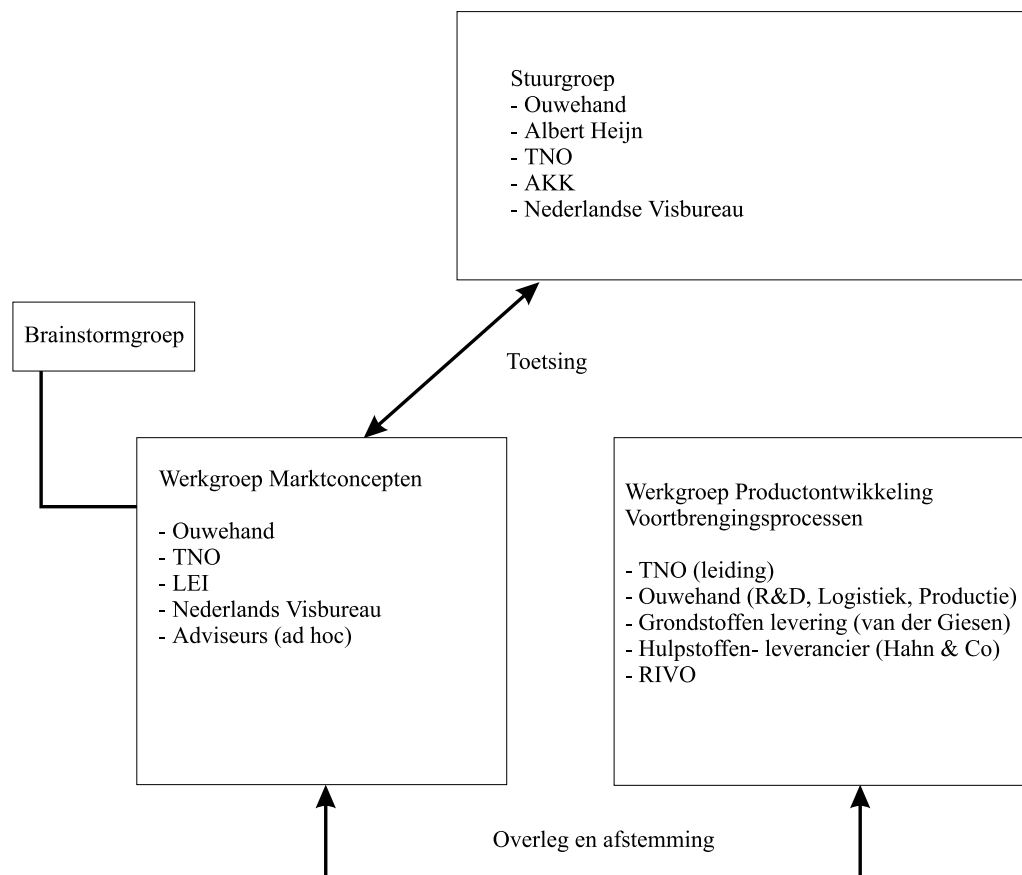 Stuurgroep
- Ouwehand
- Albert Heijn
- TNO
- AKK
- Nederlandse Visbureau
Brainstormgroep
Toetsing
Werkgroep Marktconcepten
- Ouwehand
- TNO
- LEI
- Nederlands Visbureau
- Adviseurs (ad hoc)
Werkgroep Productontwikkeling
Voortbrengingsprocessen
- TNO (leiding)
- Ouwehand (R&D, Logistiek, Productie)
- Grondstoffen levering (van der Giesen)
- Hulpstoffen- leverancier (Hahn & Co)
- RIVO
Overleg en afstemming